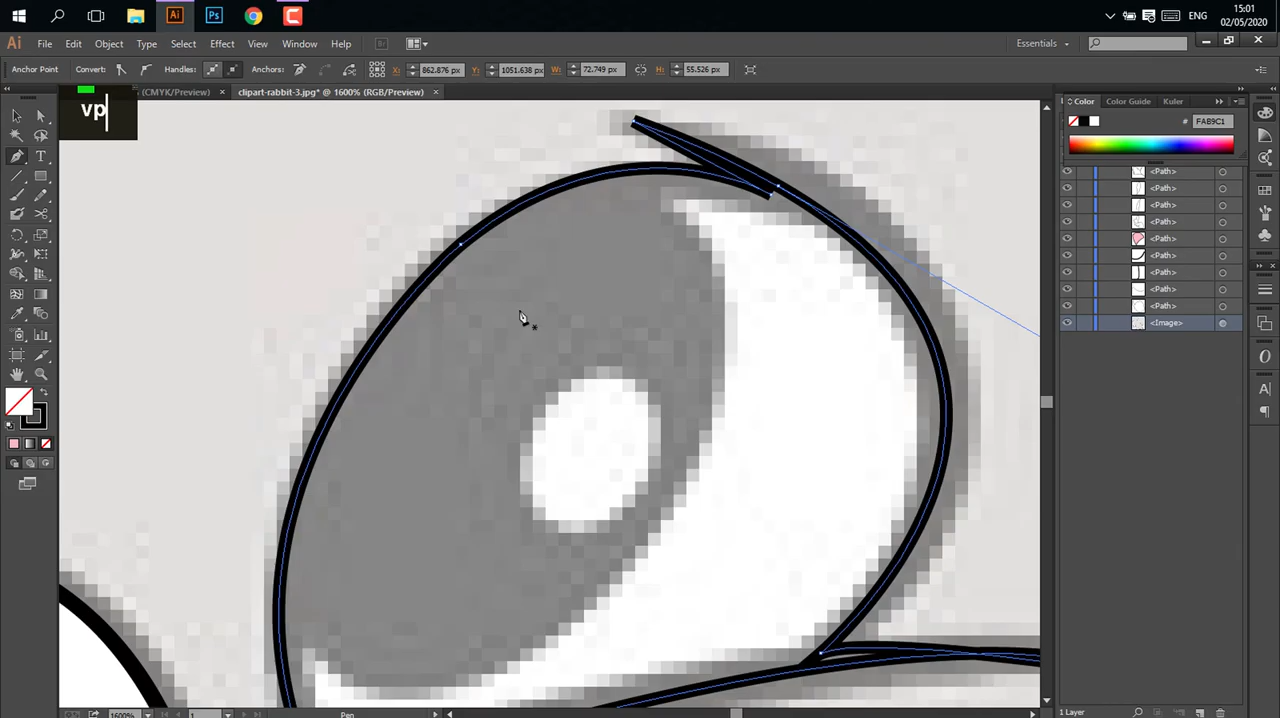 15:01
ENG
02/05/2020
Ai
File Edit Object Type Select Effect View Window Help
Br
Essentials
Anchor Point Convert: Handles: Anchors: X: 862.876 px Y: 1051.638 px W: 72.749 px H: 55.526 px
(CMYK/Preview) × clipart-rabbit-3.jpg* @ 1600% (RGB/Preview) ×
vp
Color Color Guide Kuler
# FAB9C1
<Path>
<Path>
<Path>
<Path>
<Path>
<Path>
<Path>
<Path>
<Path>
<Image>
1 Layer
1600% 1 Pen